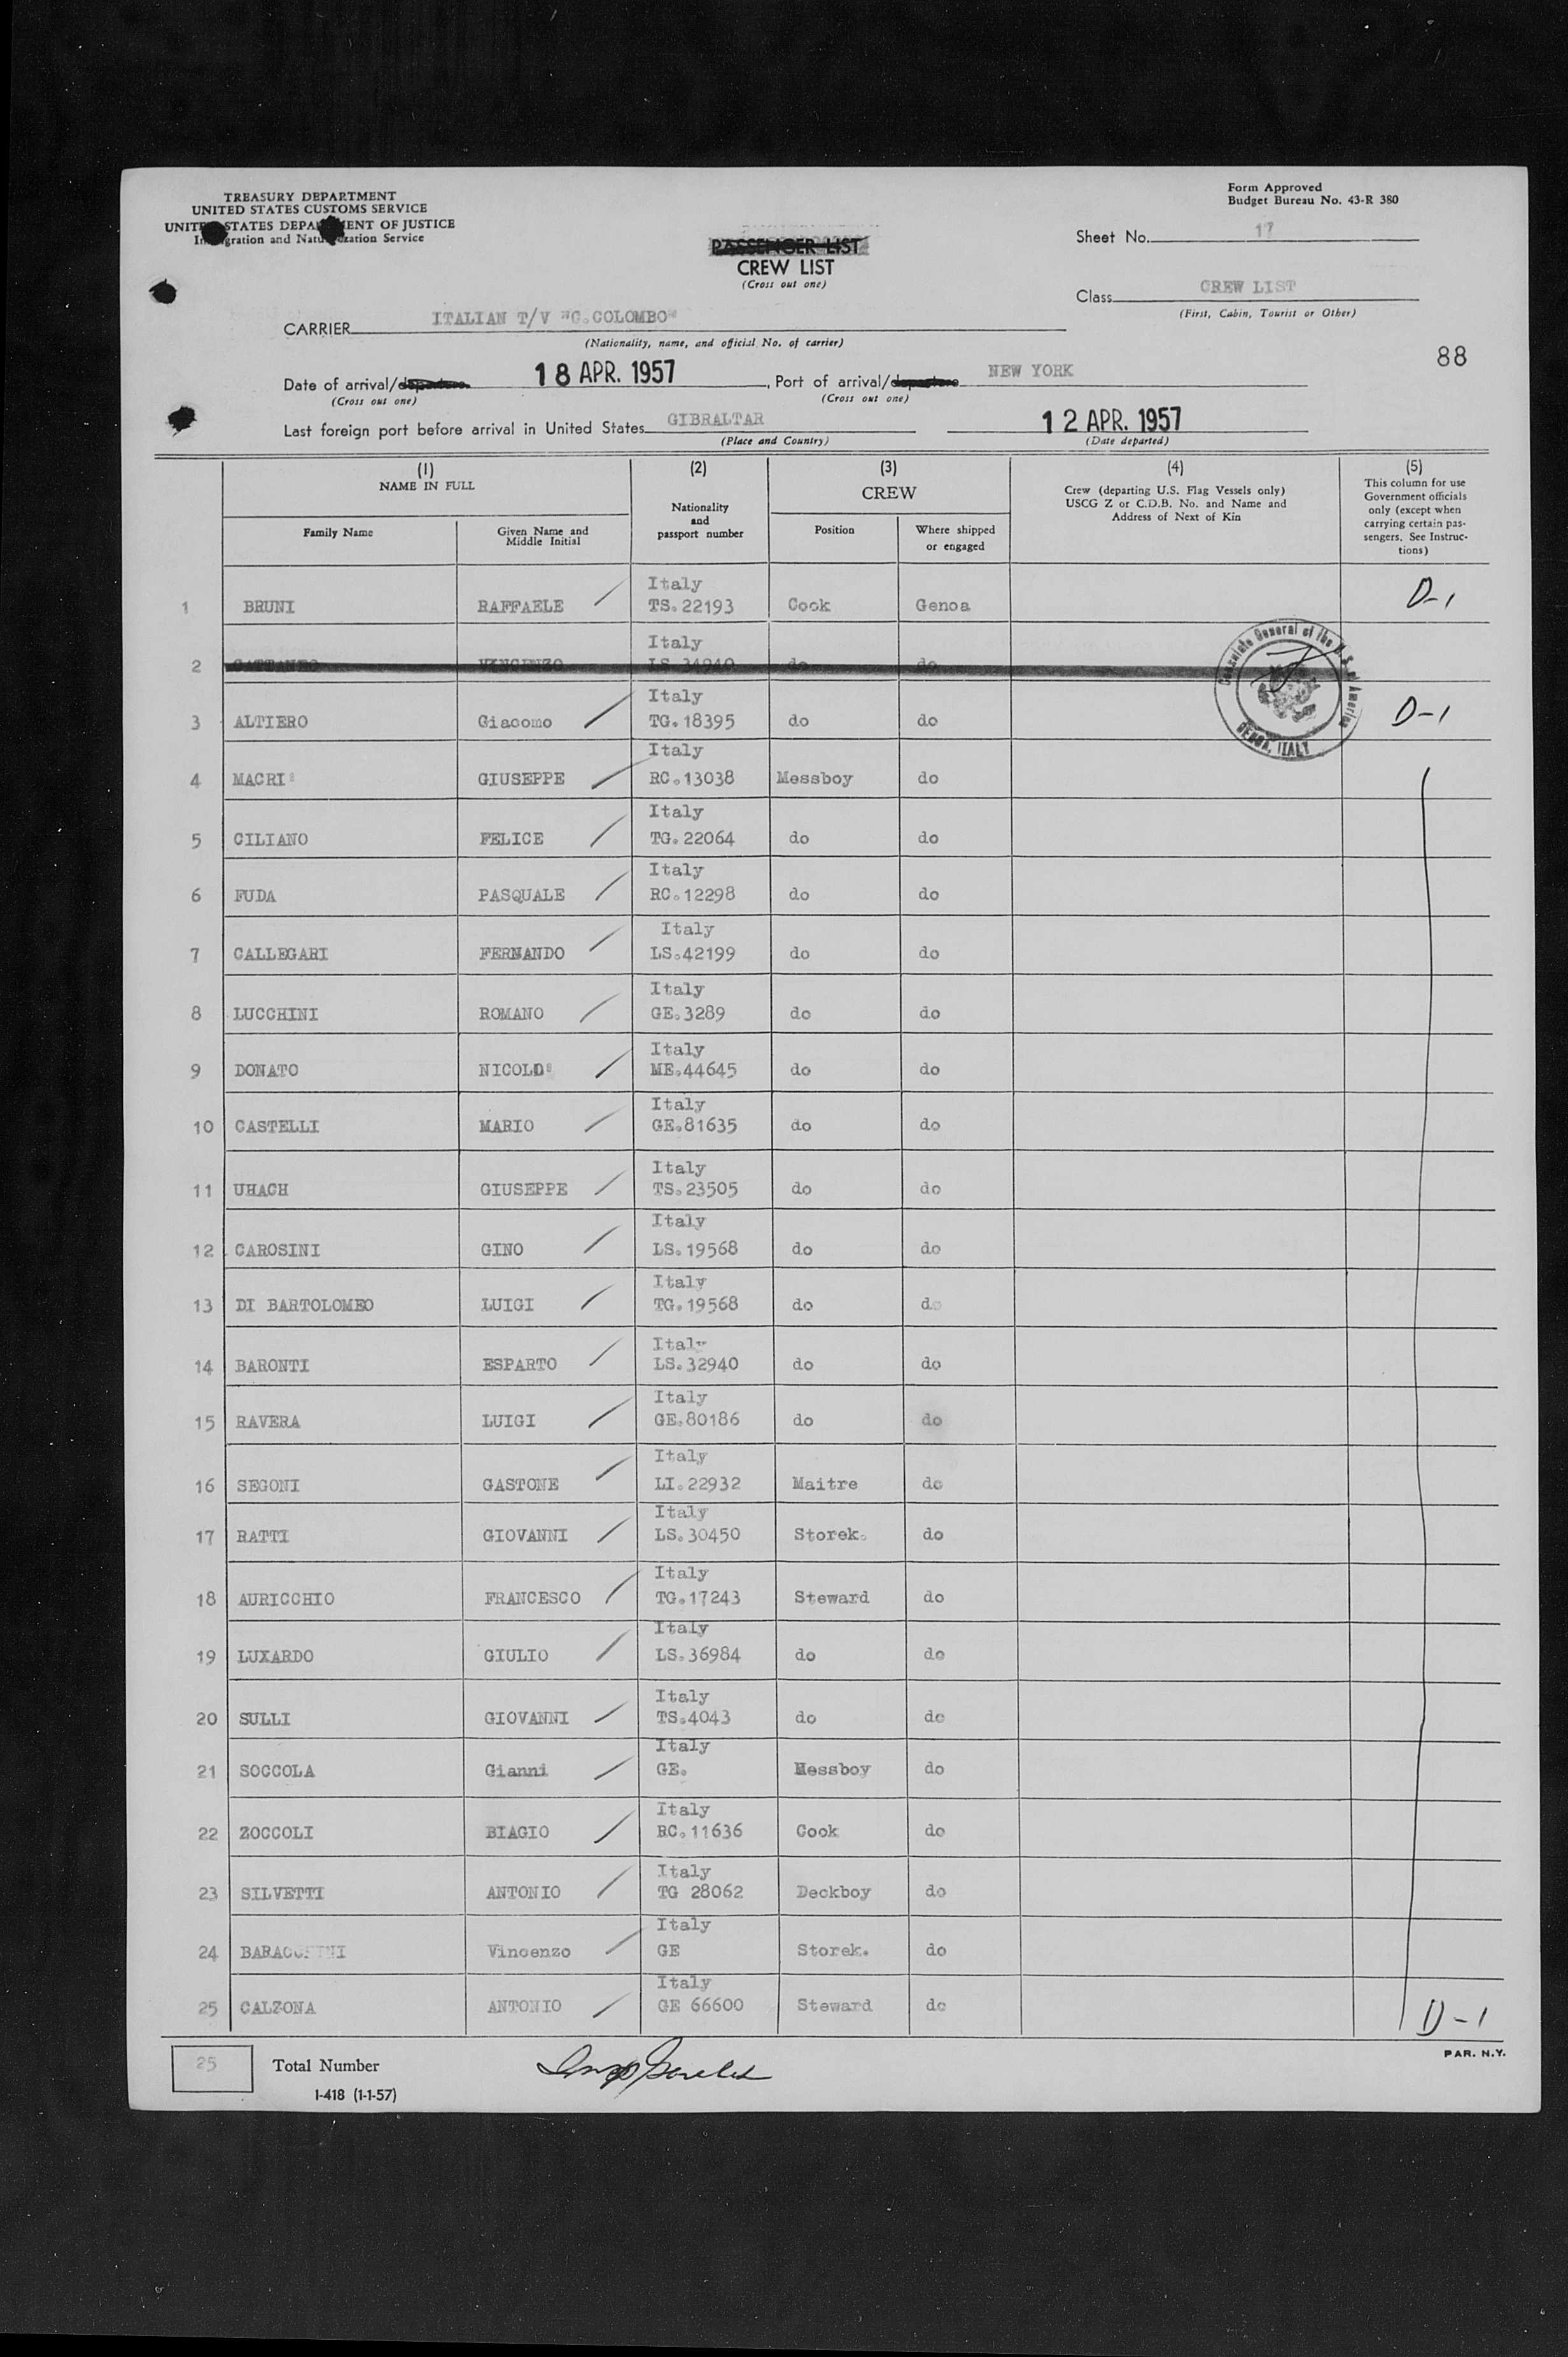 TREASURY DEPARTMENT
UNITED STATES CUSTOMS SERVICE
UNITED STATES DEPARTMENT OF JUSTICE
Immigration and Naturalization Service
Form Approved
Budget Bureau No. 43-R 380
Sheet No. 17
PASSENGER LIST
CREW LIST
(Cross out one)
Class CREW LIST
(First, Cabin, Tourist or Other)
CARRIER ITALIAN T/V "C.COLOMBO"
(Nationality, name, and official No. of carrier)
88
Date of arrival/departure 18 APR. 1957, Port of arrival/departure NEW YORK
(Cross out one) (Cross out one)
Last foreign port before arrival in United States GIBRALTAR 12 APR. 1957
(Place and Country) (Date departed)
(1) NAME IN FULL
Family Name
Given Name and Middle Initial
(2)
Nationality and passport number
(3)
CREW
Position
Where shipped or engaged
(4)
Crew (departing U.S. Flag Vessels only)
USCG Z or C.D.B. No. and Name and
Address of Next of Kin
(5)
This column for use
Government officials
only (except when
carrying certain pas-
sengers. See Instruc-
tions)
1 BRUNI RAFFAELE Italy TS.22193 Cook Genoa D-1
2 CATTANEO VINCENZO Italy LS 34940 do do
Consulate General of the U.S. of America
GENOA, ITALY
3 ALTIERO Giacomo Italy TG.18395 do do D-1
4 MACRI' GIUSEPPE Italy RC.13038 Messboy do
5 CILIANO FELICE Italy TG.22064 do do
6 FUDA PASQUALE Italy RC.12298 do do
7 CALLEGARI FERNANDO Italy LS.42199 do do
8 LUCCHINI ROMANO Italy GE.3289 do do
9 DONATO NICOLO' Italy ME.44645 do do
10 CASTELLI MARIO Italy GE.81635 do do
11 UHACH GIUSEPPE Italy TS.23505 do do
12 CAROSINI GINO Italy LS.19568 do do
13 DI BARTOLOMEO LUIGI Italy TG.19568 do do
14 BARONTI ESPARTO Italy LS.32940 do do
15 RAVERA LUIGI Italy GE.80186 do do
16 SEGONI GASTONE Italy LI.22932 Maitre do
17 RATTI GIOVANNI Italy LS.30450 Storek. do
18 AURICCHIO FRANCESCO Italy TG.17243 Steward do
19 LUXARDO GIULIO Italy LS.36984 do do
20 SULLI GIOVANNI Italy TS.4043 do do
21 SOCCOLA Gianni Italy GE. Messboy do
22 ZOCCOLI BIAGIO Italy RC.11636 Cook do
23 SILVETTI ANTONIO Italy TG 28062 Deckboy do
24 Vincenzo Italy GE Storek. do
25 CALZONA ANTONIO Italy GE 66600 Steward do D-1
25 Total Number
I-418 (1-1-57)
PAR. N.Y.